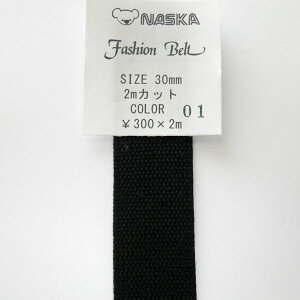 NASKA
Fashion Belt
SIZE 30mm
2mカット
COLOR 01
¥300×2m